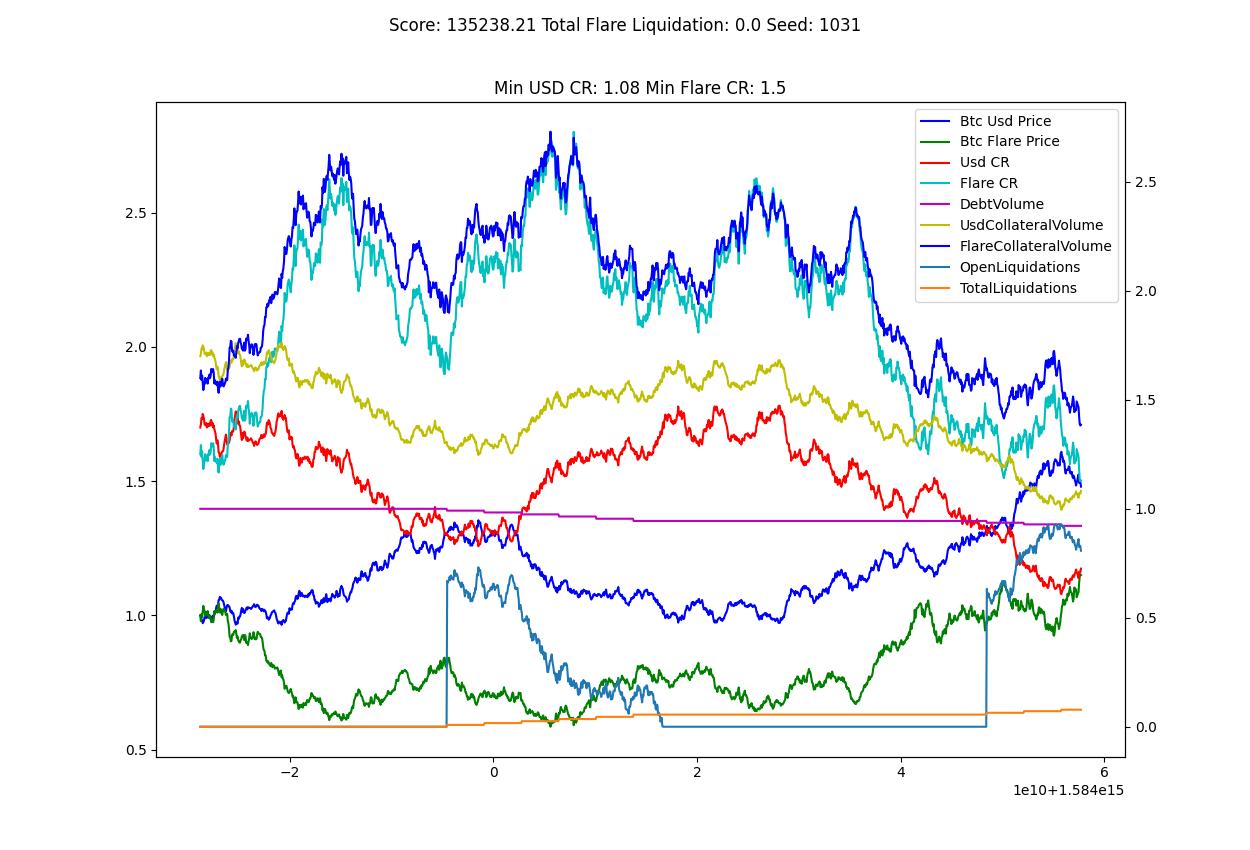 Score: 135238.21 Total Flare Liquidation: 0.0 Seed: 1031
Min USD CR: 1.08 Min Flare CR: 1.5
Btc Usd Price
Btc Flare Price
Usd CR
Flare CR
DebtVolume
UsdCollateralVolume
FlareCollateralVolume
OpenLiquidations
TotalLiquidations
2.5
2.0
1.5
1.0
0.5
2.5
2.0
1.5
1.0
0.5
0.0
−2
0
2
4
6
1e10+1.584e15